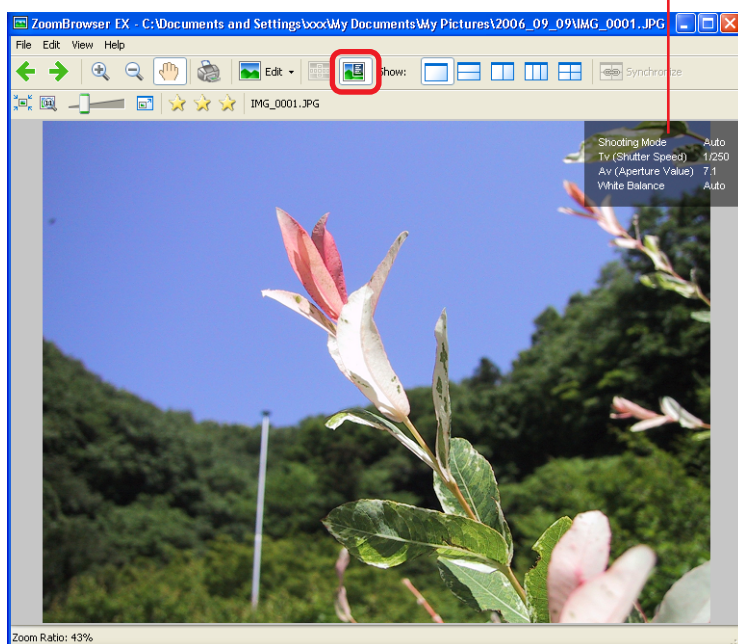 ZoomBrowser EX - C:\Documents and Settings\xxx\My Documents\My Pictures\2006_09_09\IMG_0001.JPG
File Edit View Help
Edit Show: Synchronize
IMG_0001.JPG
Shooting Mode Auto
Tv (Shutter Speed) 1/250
Av (Aperture Value) 7.1
White Balance Auto
Zoom Ratio: 43%